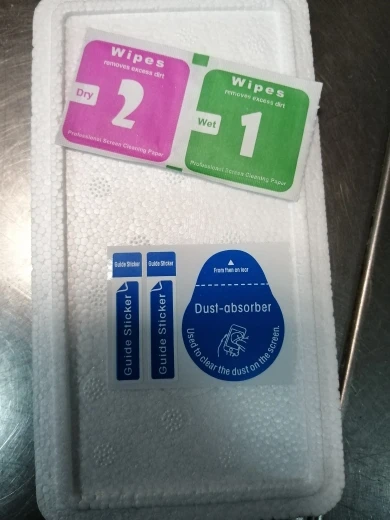 Wipes
removes excess dirt
Dry
2
Professional Screen Cleaning Paper
Wipes
removes excess dirt
Wet
1
Professional Screen Cleaning Paper
Guide Sticker
Guide Sticker
Guide Sticker
Guide Sticker
From then on tear
Dust-absorber
Used to clear the dust on the screen.